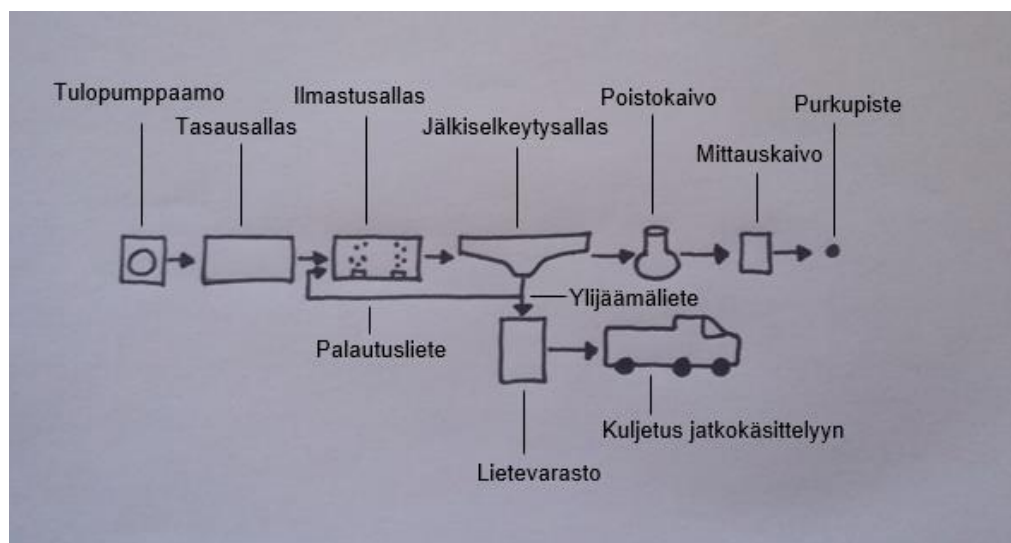 Tulopumppaamo
Tasausallas
Ilmastusallas
Jälkiselkeytysallas
Poistokaivo
Mittauskaivo
Purkupiste
Palautusliete
Ylijäämäliete
Lietevarasto
Kuljetus jatkokäsittelyyn